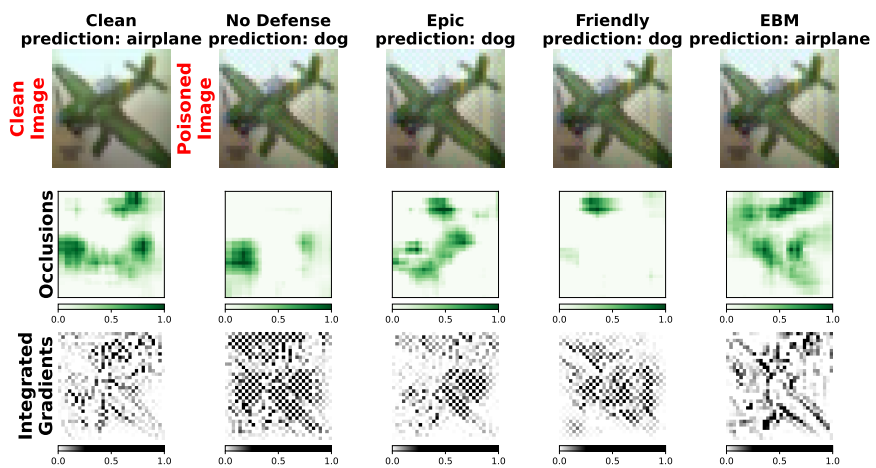 Clean
prediction: airplane
No Defense
prediction: dog
Epic
prediction: dog
Friendly
prediction: dog
EBM
prediction: airplane
Clean
Image
Poisoned
Image
Occlusions
0.0 0.5 1.0
0.0 0.5 1.0
0.0 0.5 1.0
0.0 0.5 1.0
0.0 0.5 1.0
Integrated
Gradients
0.0 0.5 1.0
0.0 0.5 1.0
0.0 0.5 1.0
0.0 0.5 1.0
0.0 0.5 1.0